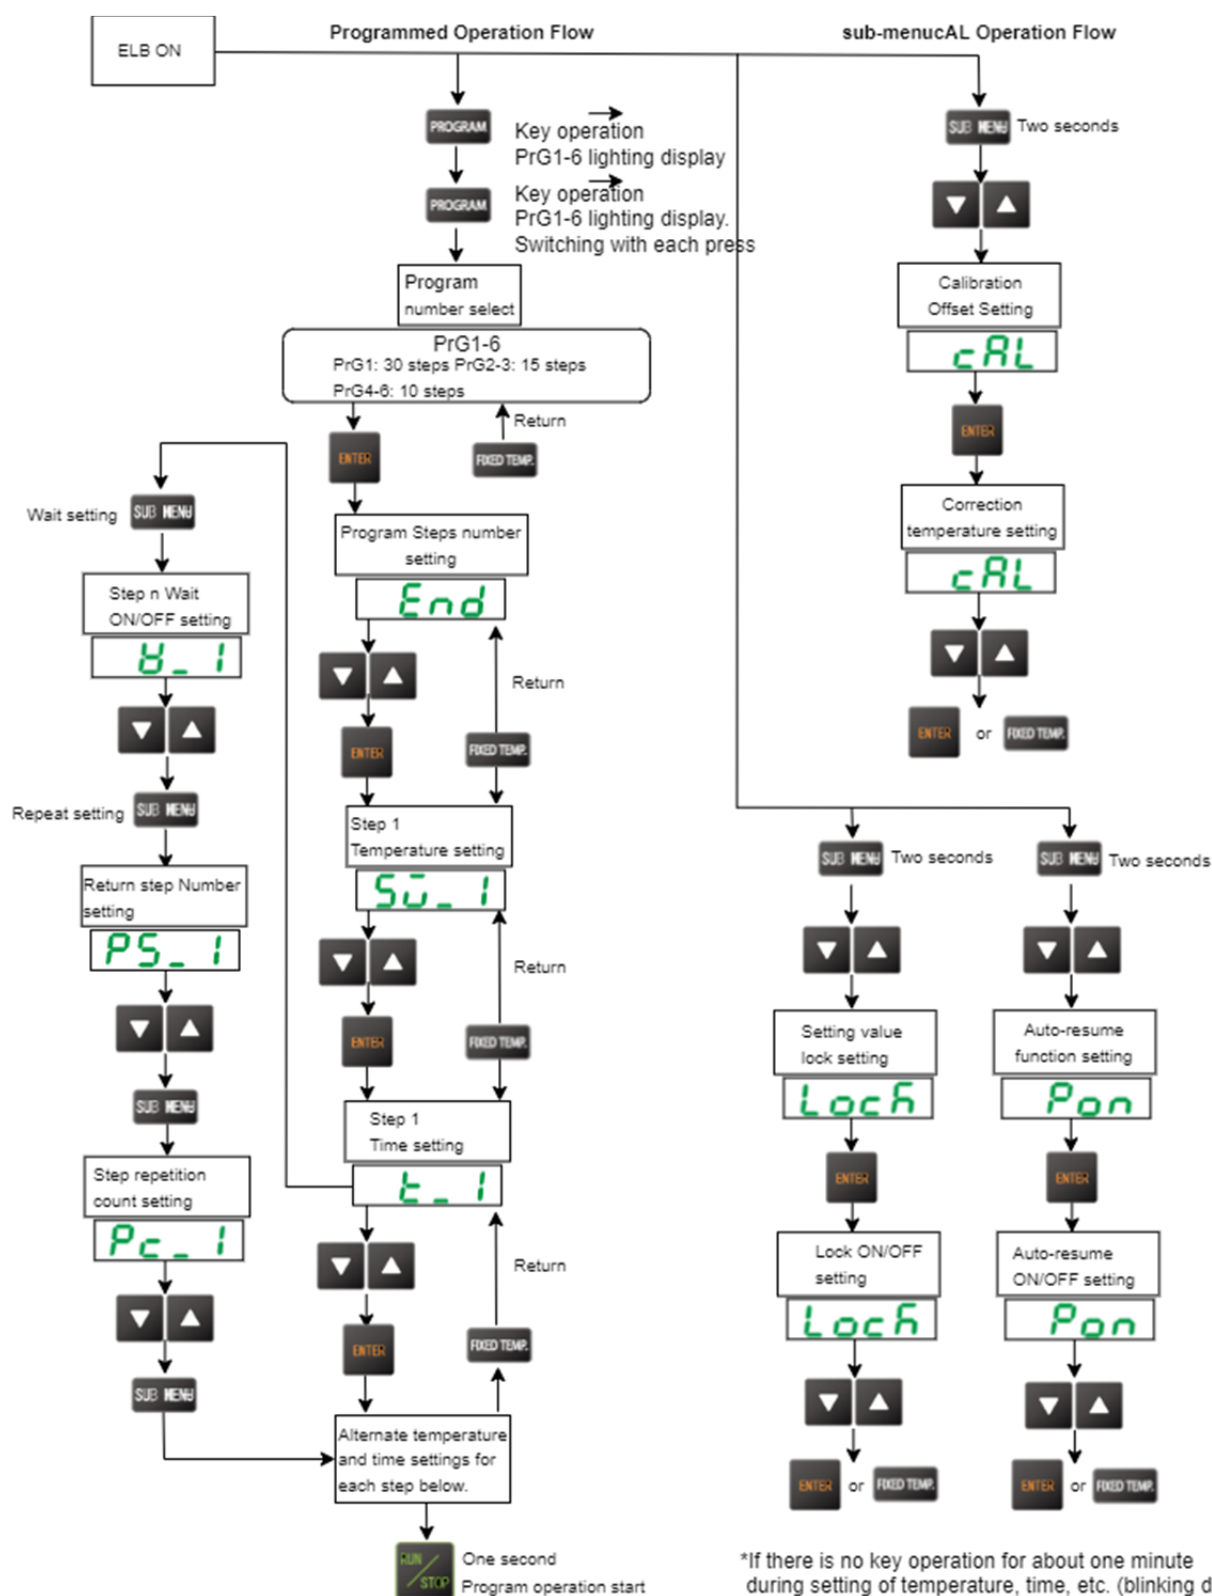 Programmed Operation Flow
sub-menucAL Operation Flow
ELB ON
PROGRAM
Key operation
PrG1-6 lighting display
PROGRAM
Key operation
PrG1-6 lighting display.
Switching with each press
Program
number select
PrG1-6
PrG1: 30 steps PrG2-3: 15 steps
PrG4-6: 10 steps
ENTER
Return
FIXED TEMP.
Program Steps number
setting
End
Return
ENTER
FIXED TEMP.
Step 1
Temperature setting
SV_1
Return
ENTER
FIXED TEMP.
Step 1
Time setting
t_1
Return
ENTER
FIXED TEMP.
Wait setting
SUB MENU
Step n Wait
ON/OFF setting
Repeat setting
SUB MENU
Return step Number
setting
PS_1
SUB MENU
Step repetition
count setting
Pc_1
SUB MENU
Alternate temperature
and time settings for
each step below.
RUN/STOP
One second
Program operation start
SUB MENU
Two seconds
Calibration
Offset Setting
cAL
ENTER
Correction
temperature setting
cAL
ENTER or FIXED TEMP.
SUB MENU
Two seconds
Setting value
lock setting
Lock
ENTER
Lock ON/OFF
setting
Lock
ENTER or FIXED TEMP.
SUB MENU
Two seconds
Auto-resume
function setting
Pon
ENTER
Auto-resume
ON/OFF setting
Pon
ENTER or FIXED TEMP.
*If there is no key operation for about one minute
during setting of temperature, time, etc. (blinking